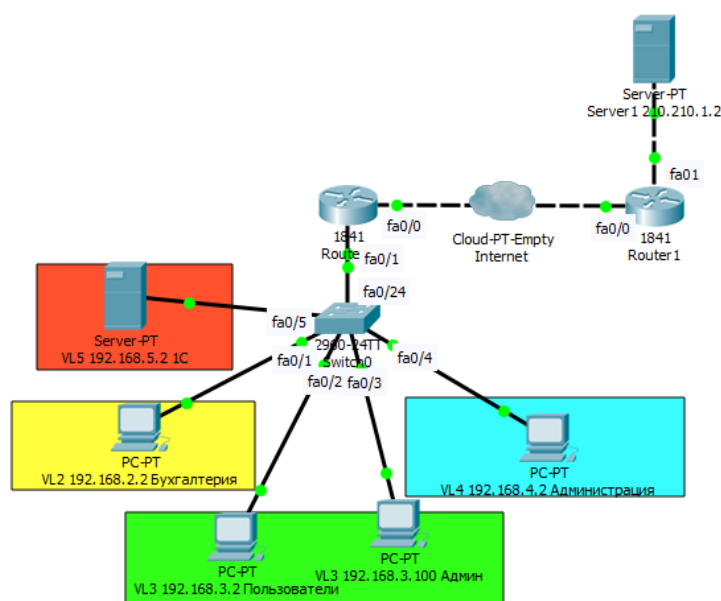 Server-PT
Server1 210.210.1.2
fa01
fa0/0
Cloud-PT-Empty
Internet
fa0/0
1841
Router1
1841
Route
fa0/1
fa0/24
fa0/5
2960-24TT
Switch0
fa0/1
fa0/2
fa0/3
fa0/4
Server-PT
VL5 192.168.5.2 1C
PC-PT
VL2 192.168.2.2 Бухгалтерия
PC-PT
VL4 192.168.4.2 Администрация
PC-PT
VL3 192.168.3.2 Пользователи
PC-PT
VL3 192.168.3.100 Админ